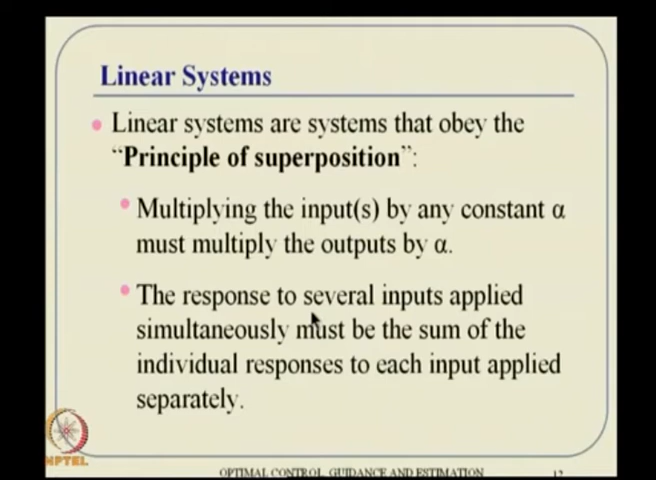 Linear Systems
Linear systems are systems that obey the
“Principle of superposition”:
Multiplying the input(s) by any constant α
must multiply the outputs by α.
The response to several inputs applied
simultaneously must be the sum of the
individual responses to each input applied
separately.
NPTEL
OPTIMAL CONTROL, GUIDANCE AND ESTIMATION